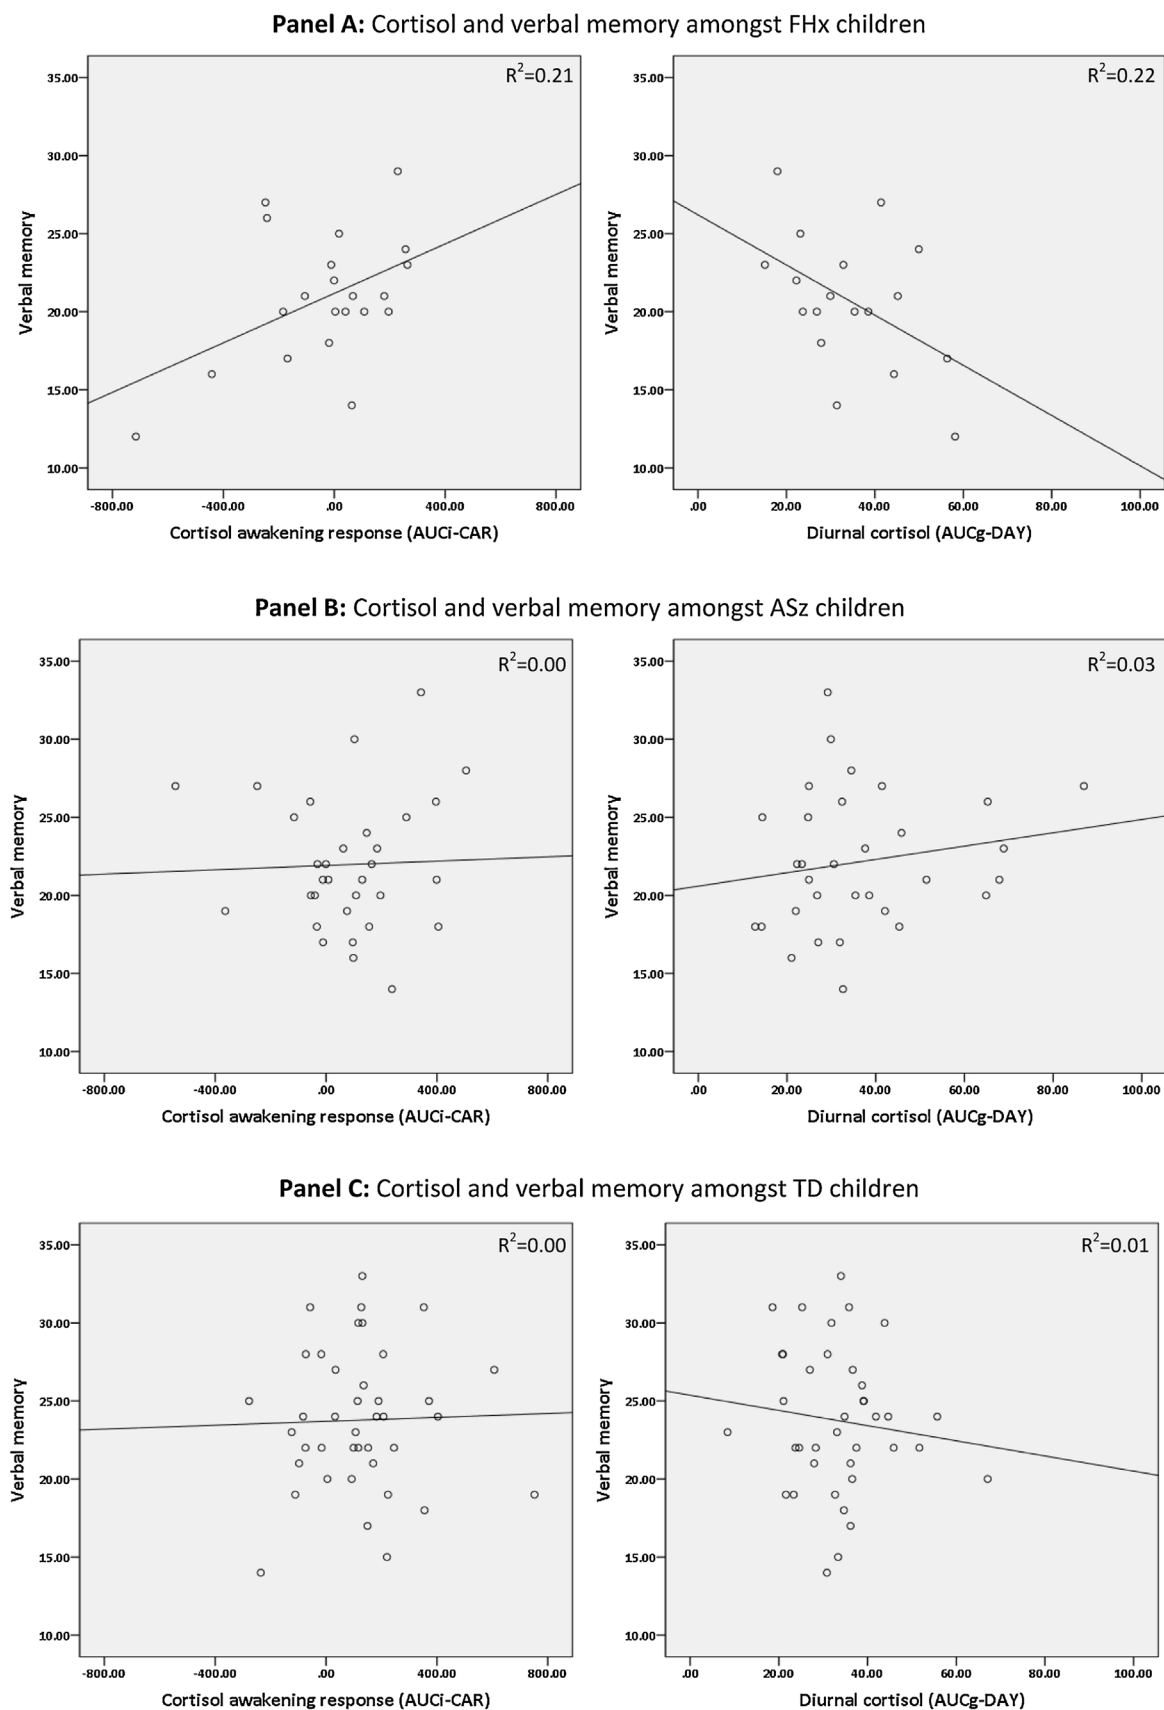 Panel A: Cortisol and verbal memory amongst FHx children
R²=0.21
35.00
30.00
25.00
20.00
15.00
10.00
Verbal memory
-800.00 -400.00 .00 400.00 800.00
Cortisol awakening response (AUCi-CAR)
R²=0.22
35.00
30.00
25.00
20.00
15.00
10.00
Verbal memory
.00 20.00 40.00 60.00 80.00 100.00
Diurnal cortisol (AUCg-DAY)
Panel B: Cortisol and verbal memory amongst ASz children
R²=0.00
35.00
30.00
25.00
20.00
15.00
10.00
Verbal memory
-800.00 -400.00 .00 400.00 800.00
Cortisol awakening response (AUCi-CAR)
R²=0.03
35.00
30.00
25.00
20.00
15.00
10.00
Verbal memory
.00 20.00 40.00 60.00 80.00 100.00
Diurnal cortisol (AUCg-DAY)
Panel C: Cortisol and verbal memory amongst TD children
R²=0.00
35.00
30.00
25.00
20.00
15.00
10.00
Verbal memory
-800.00 -400.00 .00 400.00 800.00
Cortisol awakening response (AUCi-CAR)
R²=0.01
35.00
30.00
25.00
20.00
15.00
10.00
Verbal memory
.00 20.00 40.00 60.00 80.00 100.00
Diurnal cortisol (AUCg-DAY)